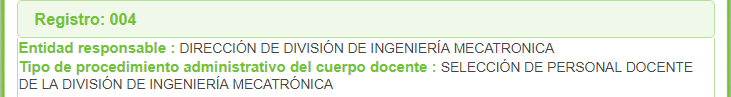 Registro: 004
Entidad responsable : DIRECCIÓN DE DIVISIÓN DE INGENIERÍA MECATRONICA
Tipo de procedimiento administrativo del cuerpo docente : SELECCIÓN DE PERSONAL DOCENTE
DE LA DIVISIÓN DE INGENIERÍA MECATRÓNICA